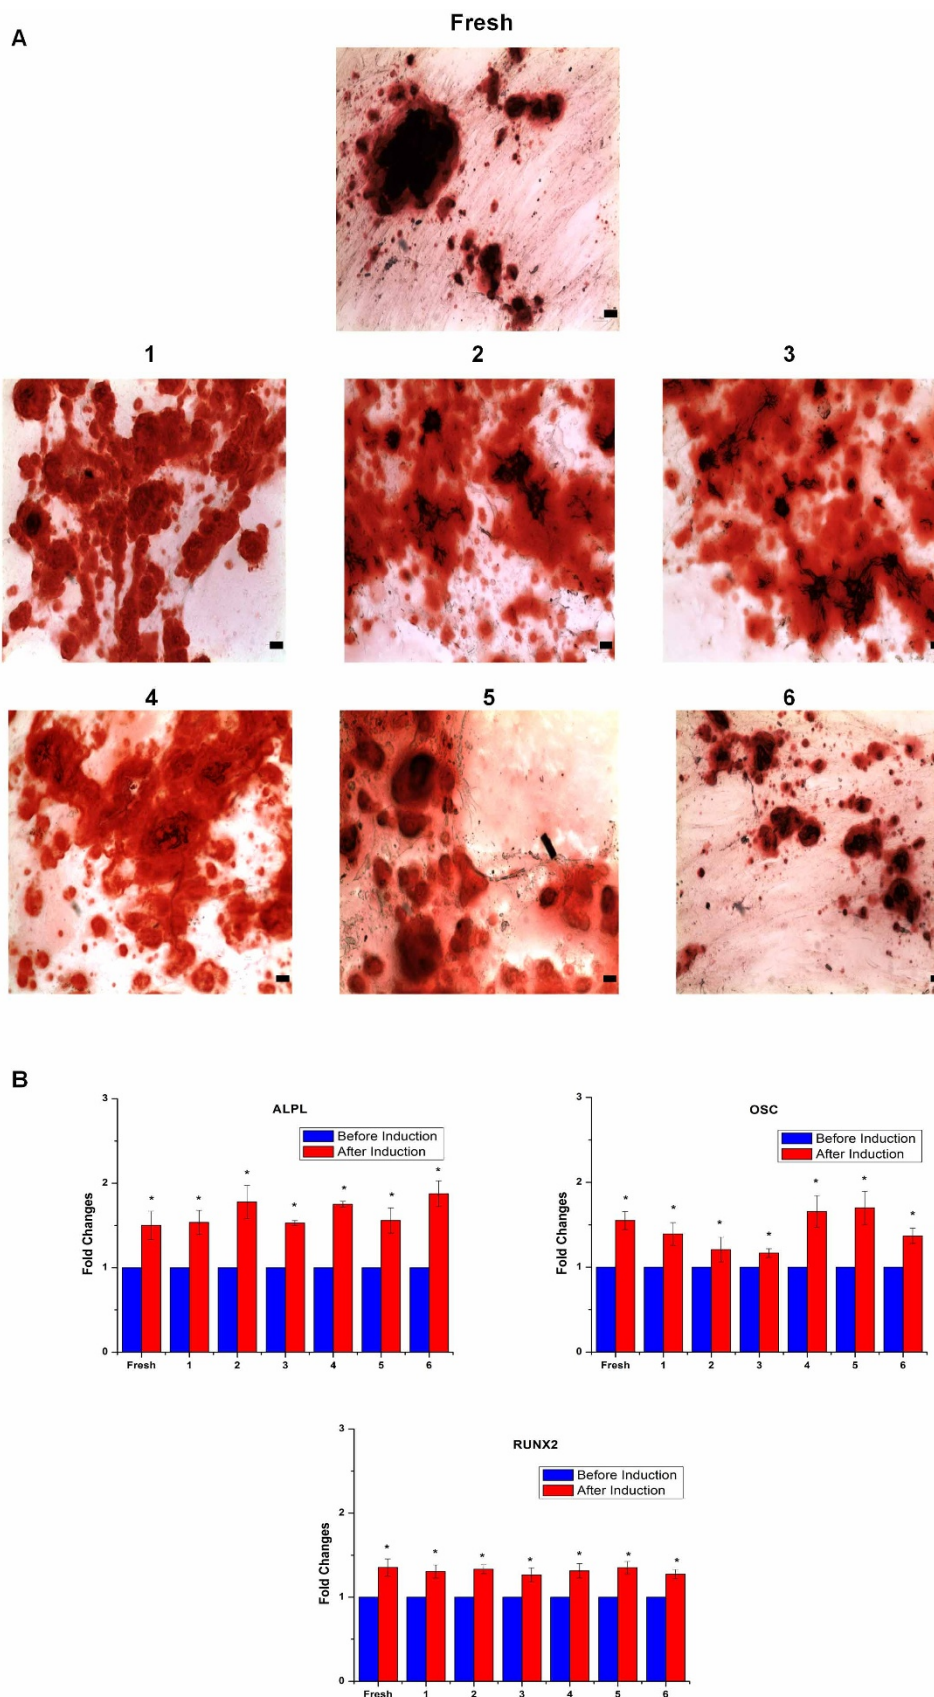 A
Fresh
1 2 3
4 5 6
B
ALPL
Before Induction
After Induction
Fold Changes
3
2
1
0
* * * * * * *
Fresh 1 2 3 4 5 6
OSC
Before Induction
After Induction
Fold Changes
3
2
1
0
* * * * * * *
Fresh 1 2 3 4 5 6
RUNX2
Before Induction
After Induction
Fold Changes
3
2
1
0
* * * * * * *
Fresh 1 2 3 4 5 6